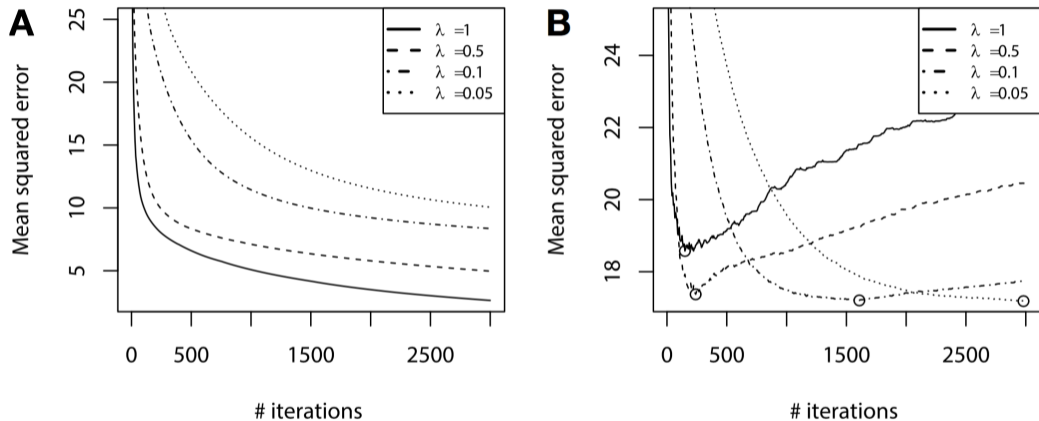 A
Mean squared error
25
20
15
10
5
0
500
1500
2500
# iterations
λ =1
λ =0.5
λ =0.1
λ =0.05
B
Mean squared error
24
22
20
18
0
500
1500
2500
# iterations
λ =1
λ =0.5
λ =0.1
λ =0.05